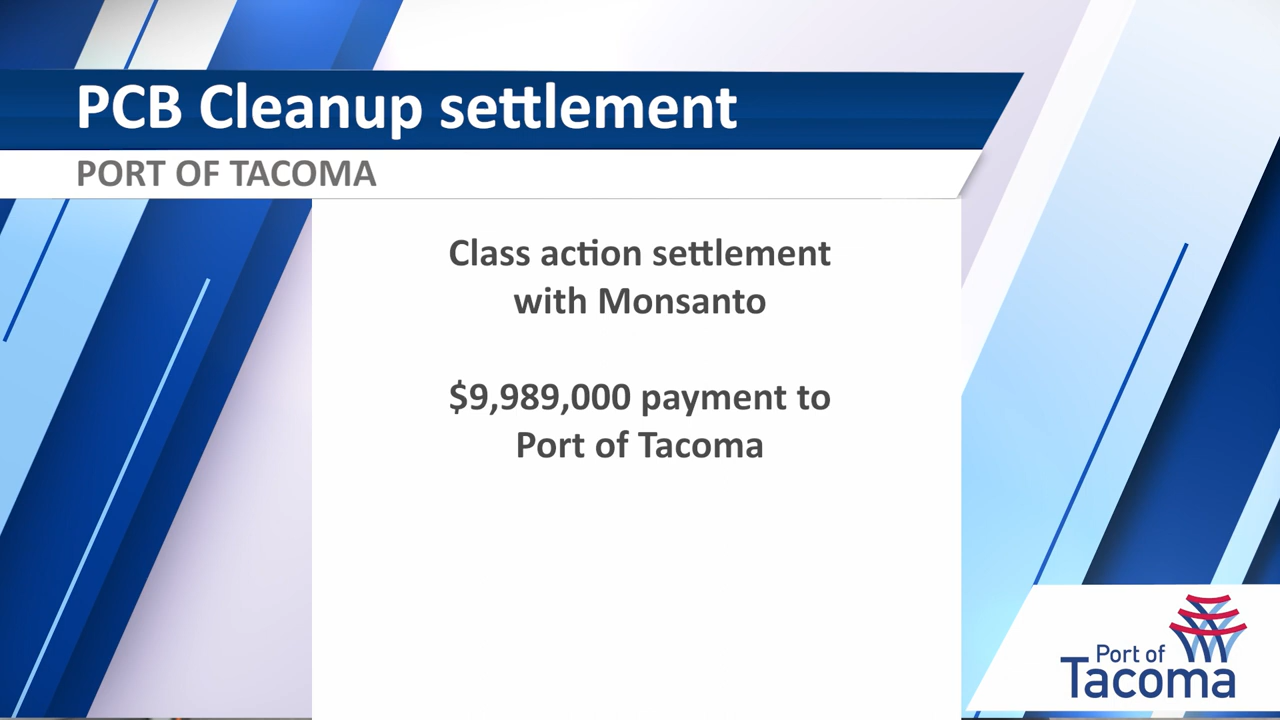 PCB Cleanup settlement
PORT OF TACOMA
Class action settlement
with Monsanto
$9,989,000 payment to
Port of Tacoma
Port of
Tacoma